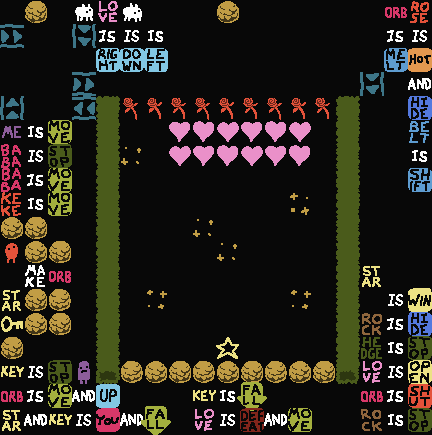 LOVE ORB ROSE
IS IS IS IS IS
RIGHT DOWN LEFT MELT HOT
AND
HIDE
ME IS MOVE BELT
BABA IS STOP IS
BABA IS MOVE SHIFT
KEKE IS MOVE
MAKE ORB STAR
STAR IS WIN
ROCK IS HIDE
HEDGE IS STOP
KEY IS STOP LOVE IS OPEN
ORB IS MOVE AND UP KEY IS FALL ORB IS SHUT
STAR AND KEY IS YOU AND FALL LOVE IS DEFEAT AND MOVE ROCK IS STOP